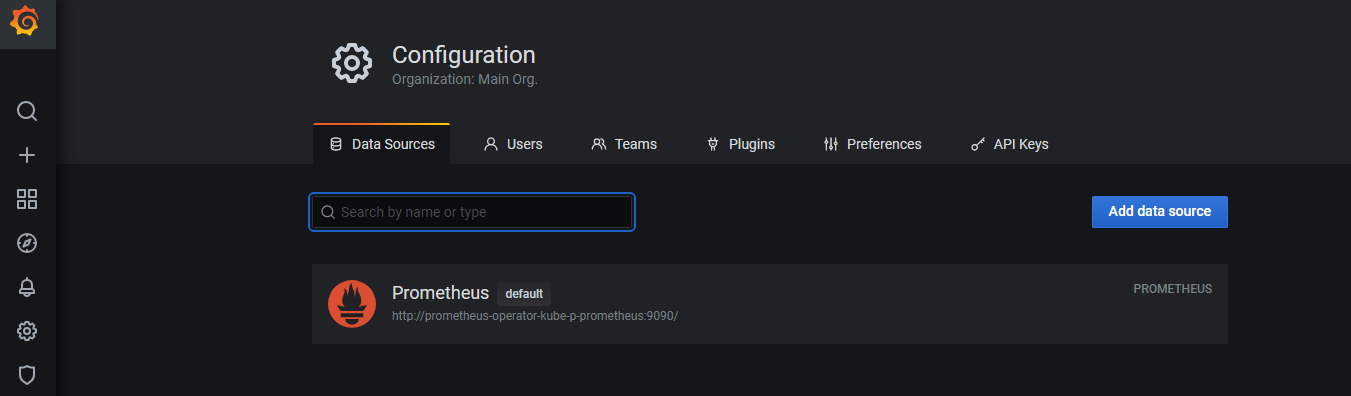 Configuration
Organization: Main Org.
Data Sources
Users
Teams
Plugins
Preferences
API Keys
Search by name or type
Add data source
Prometheus default
PROMETHEUS
http://prometheus-operator-kube-p-prometheus:9090/